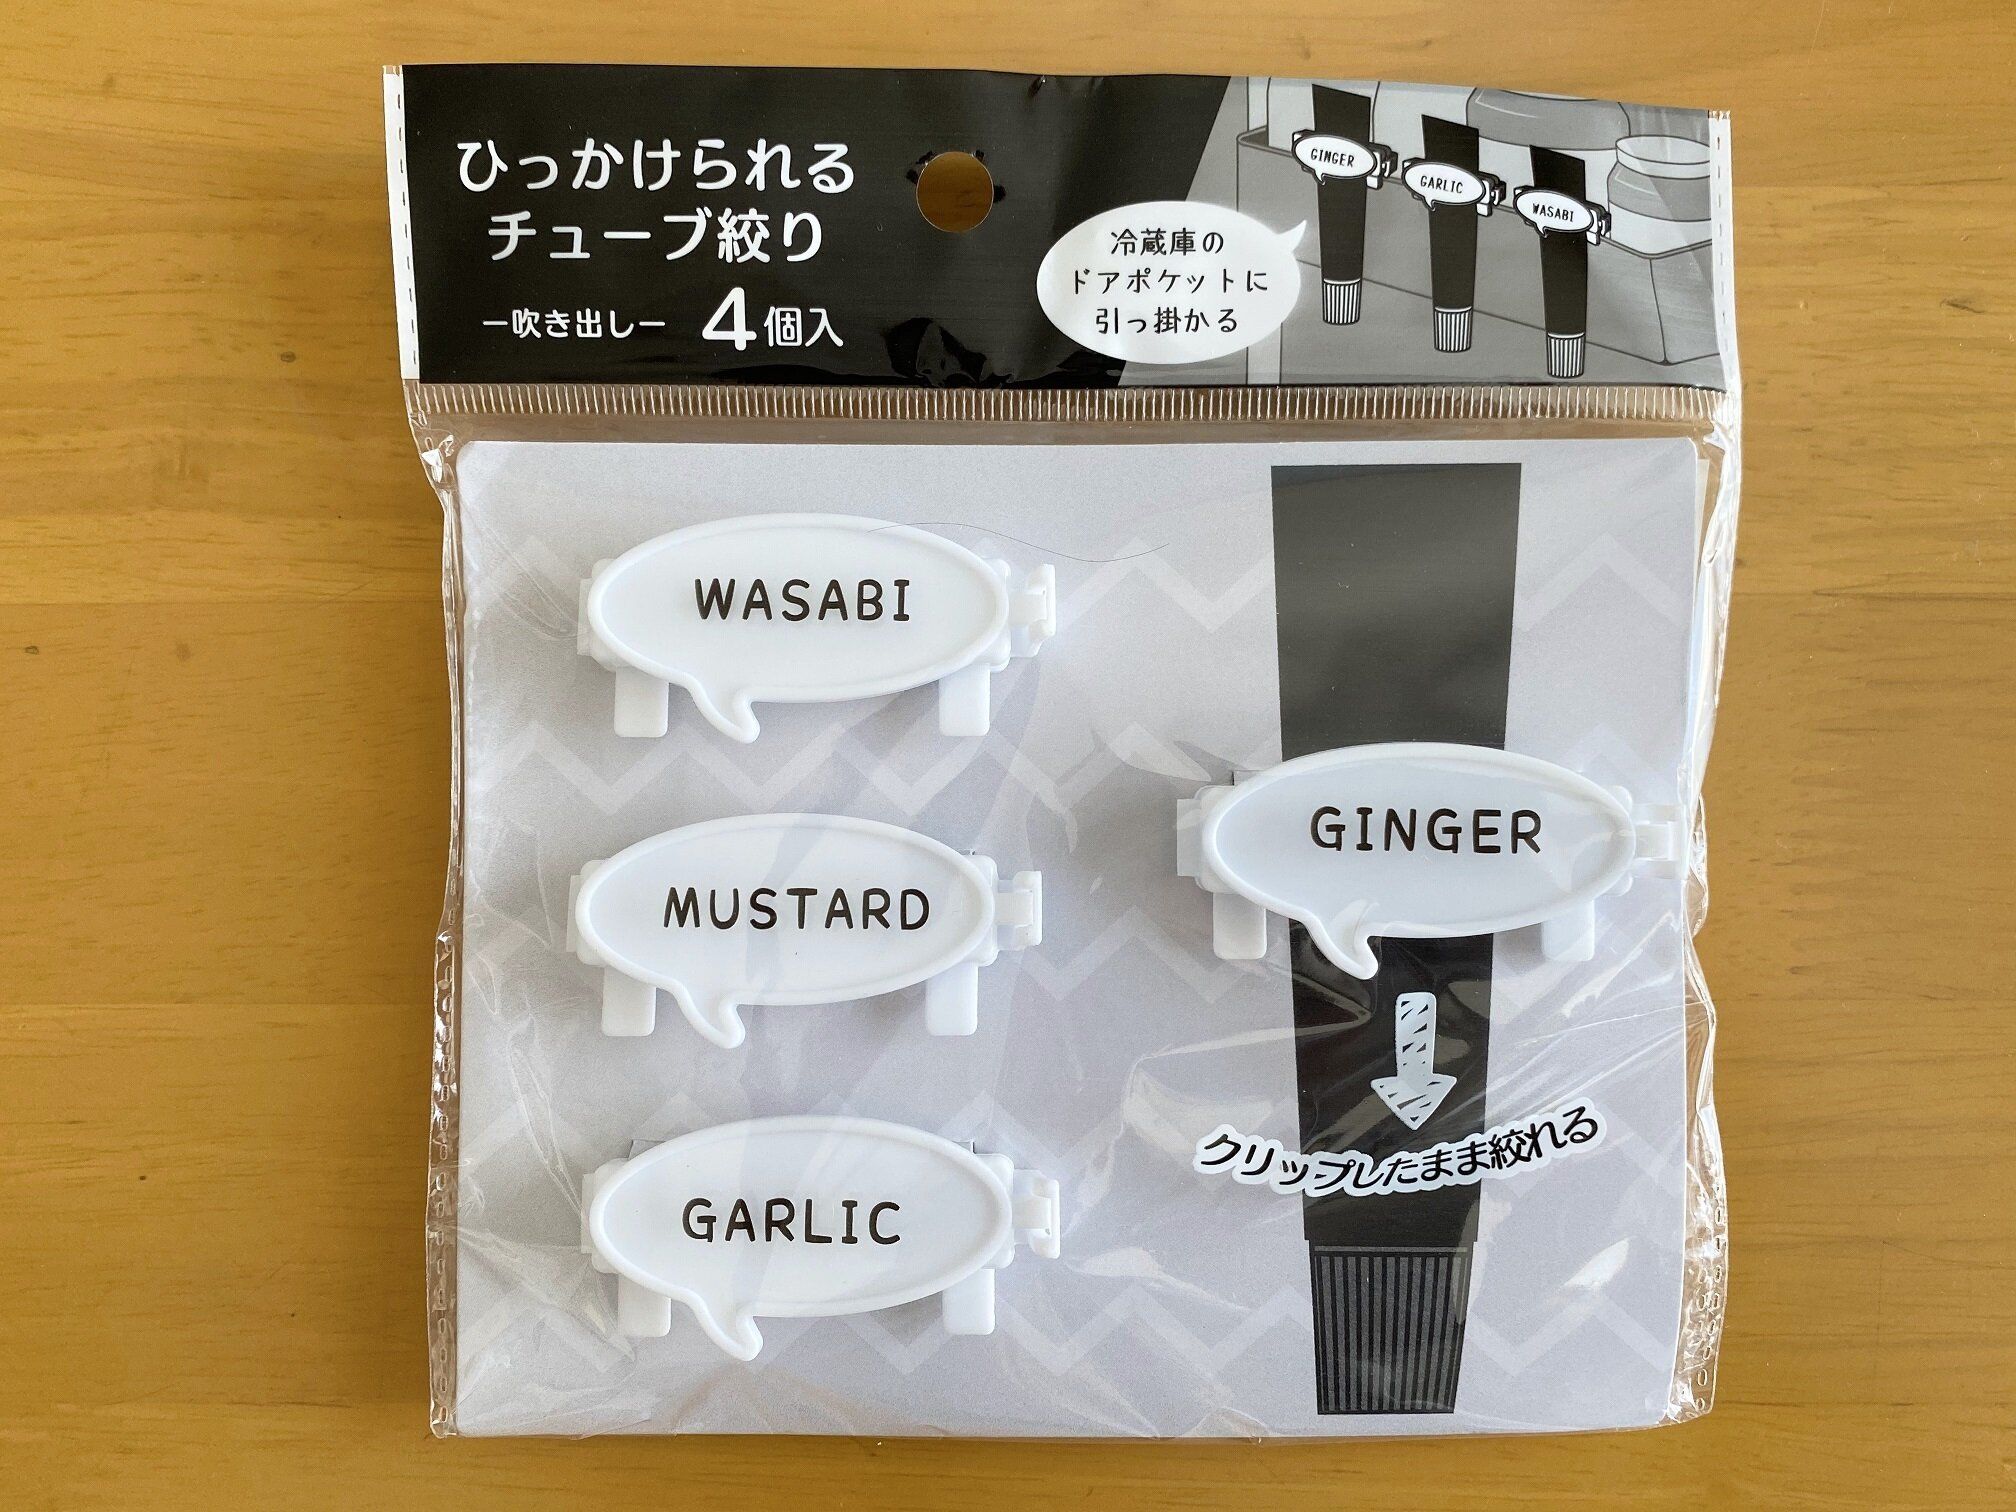 ひっかけられる
チューブ絞り
ー吹き出しー 4個入
冷蔵庫の
ドアポケットに
引っ掛かる
GINGER
GARLIC
WASABI
WASABI
MUSTARD
GARLIC
GINGER
クリップしたまま絞れる